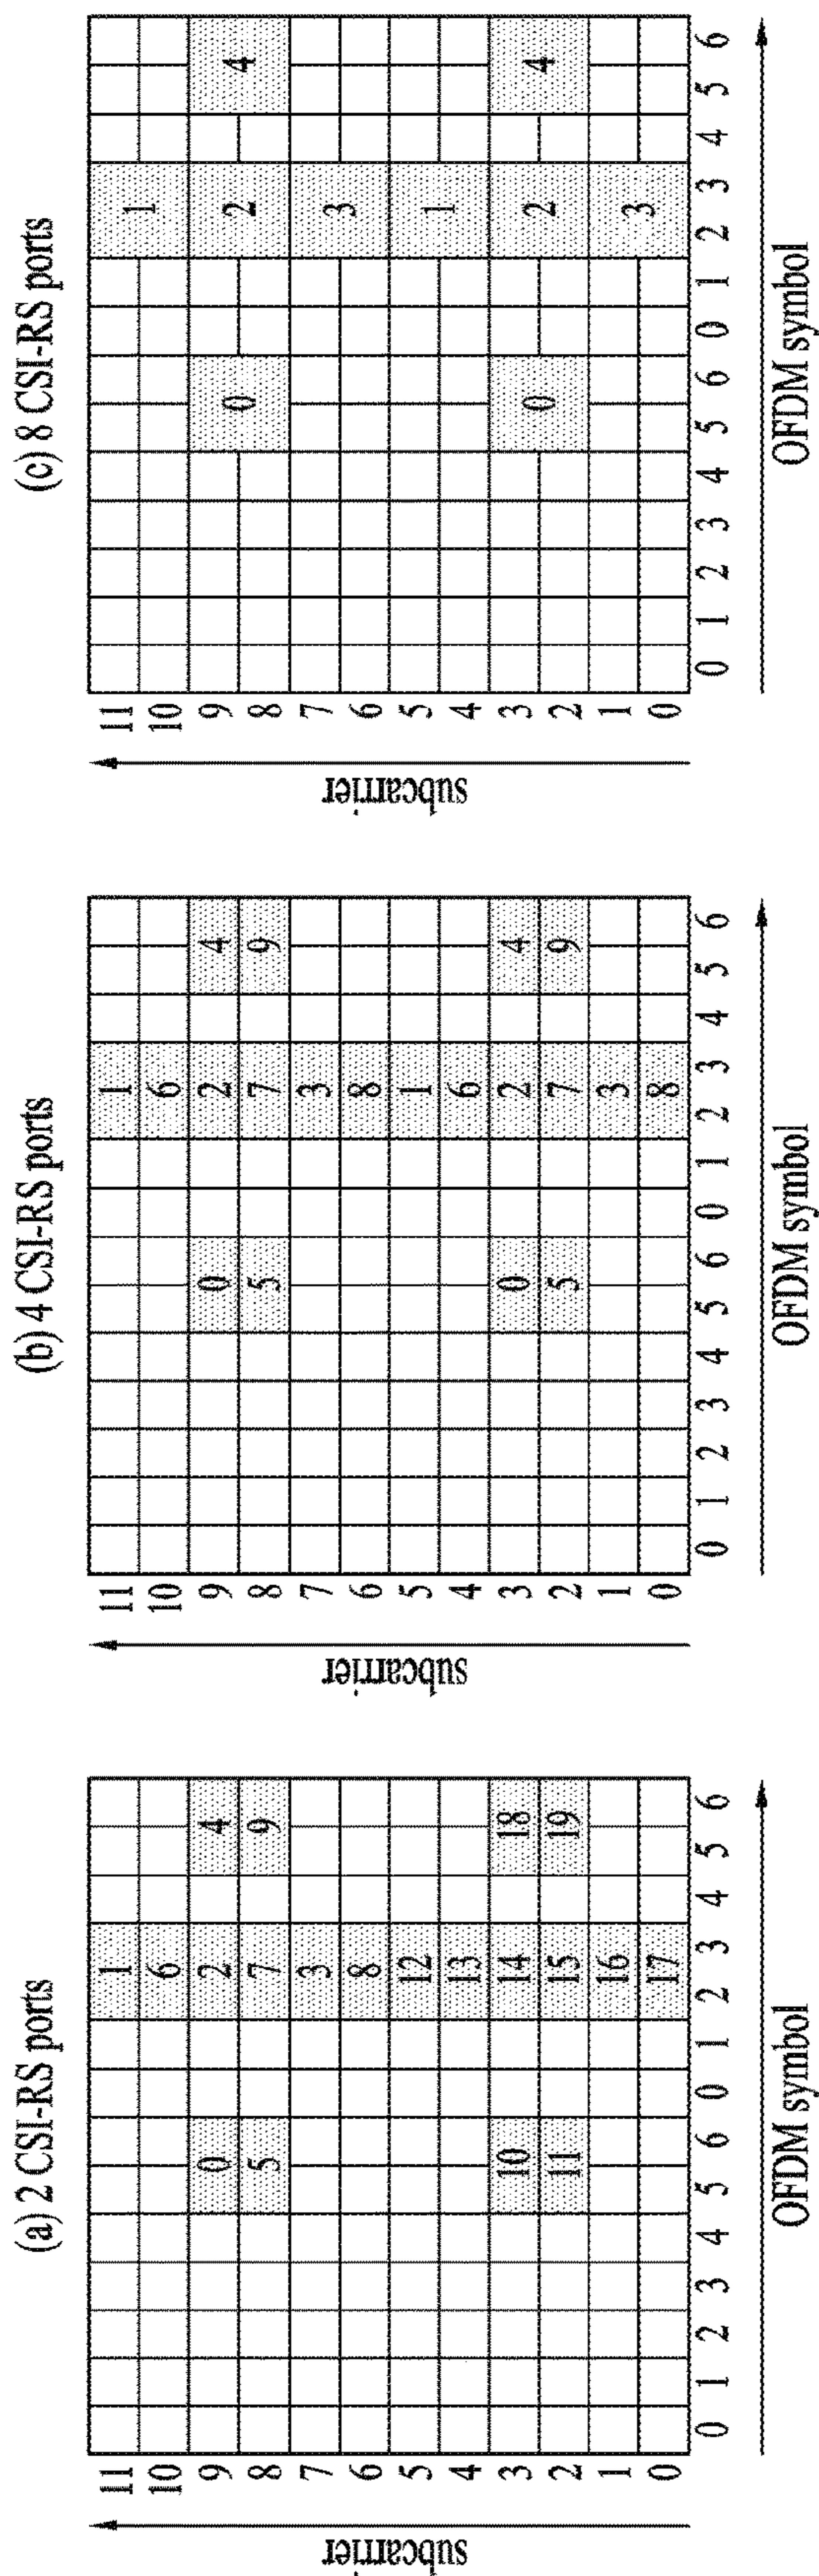 (a) 2 CSI-RS ports
subcarrier
11 1
10 6
9 0 2 4
8 5 7 9
7 3
6 8
5 12
4 13
3 10 14 18
2 11 15 19
1 16
0 17
0 1 2 3 4 5 6 0 1 2 3 4 5 6
OFDM symbol
(b) 4 CSI-RS ports
subcarrier
11 1
10 6
9 0 2 4
8 5 7 9
7 3
6 8
5 1
4 6
3 0 2 4
2 5 7 9
1 3
0 8
0 1 2 3 4 5 6 0 1 2 3 4 5 6
OFDM symbol
(c) 8 CSI-RS ports
subcarrier
11
1
10
9
0 2 4
8
7
3
6
5
1
4
3
0 2 4
2
1
3
0
0 1 2 3 4 5 6 0 1 2 3 4 5 6
OFDM symbol